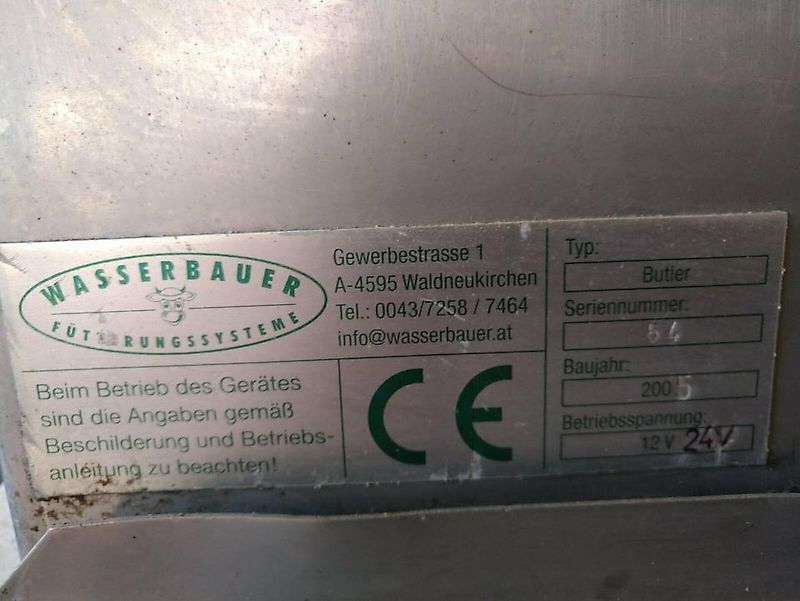 WASSERBAUER
FÜTTERUNGSSYSTEME
Gewerbestrasse 1
A-4595 Waldneukirchen
Tel.: 0043/7258 / 7464
info@wasserbauer.at
Beim Betrieb des Gerätes
sind die Angaben gemäß
Beschilderung und Betriebs-
anleitung zu beachten!
CE
Typ:
Butler
Seriennummer:
54
Baujahr:
2005
Betriebsspannung:
12 V 24V